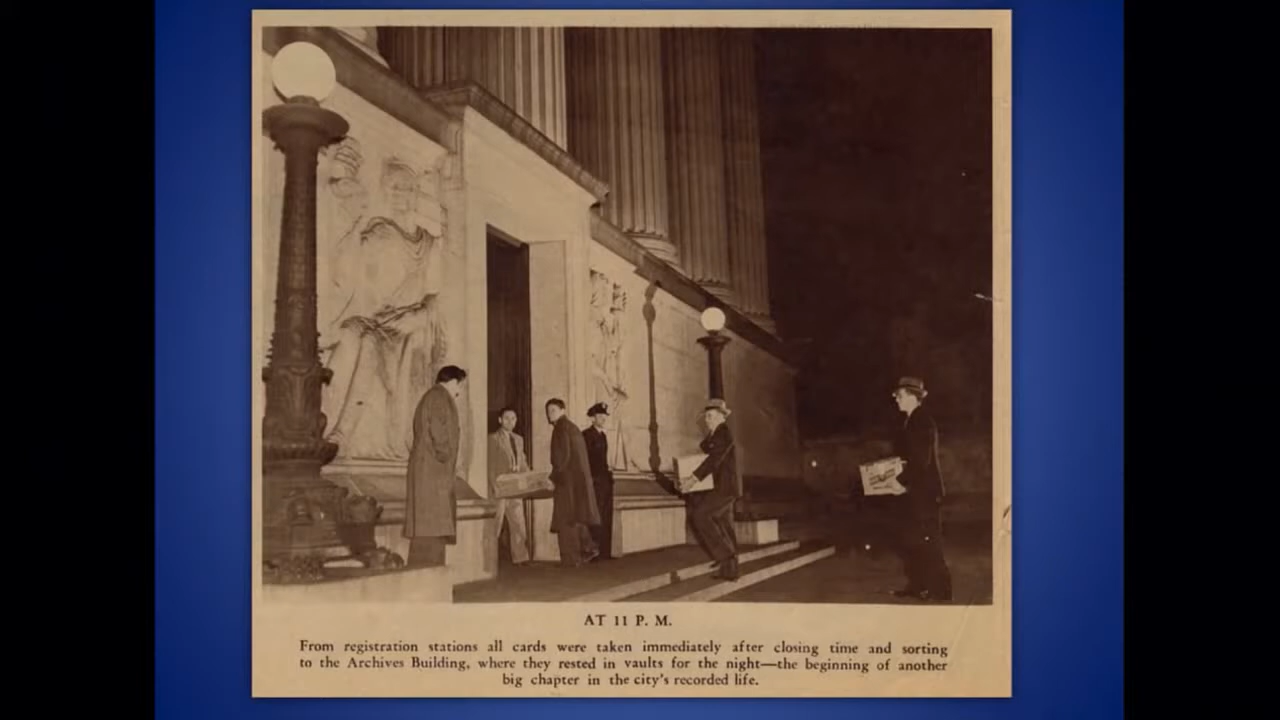 AT 11 P. M.
From registration stations all cards were taken immediately after closing time and sorting
to the Archives Building, where they rested in vaults for the night—the beginning of another
big chapter in the city's recorded life.